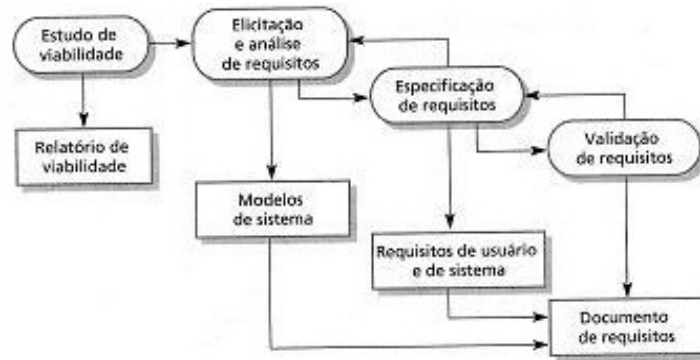 Estudo de
viabilidade
Elicitação
e análise
de requisitos
Especificação
de requisitos
Validação
de requisitos
Relatório de
viabilidade
Modelos
de sistema
Requisitos de usuário
e de sistema
Documento
de requisitos